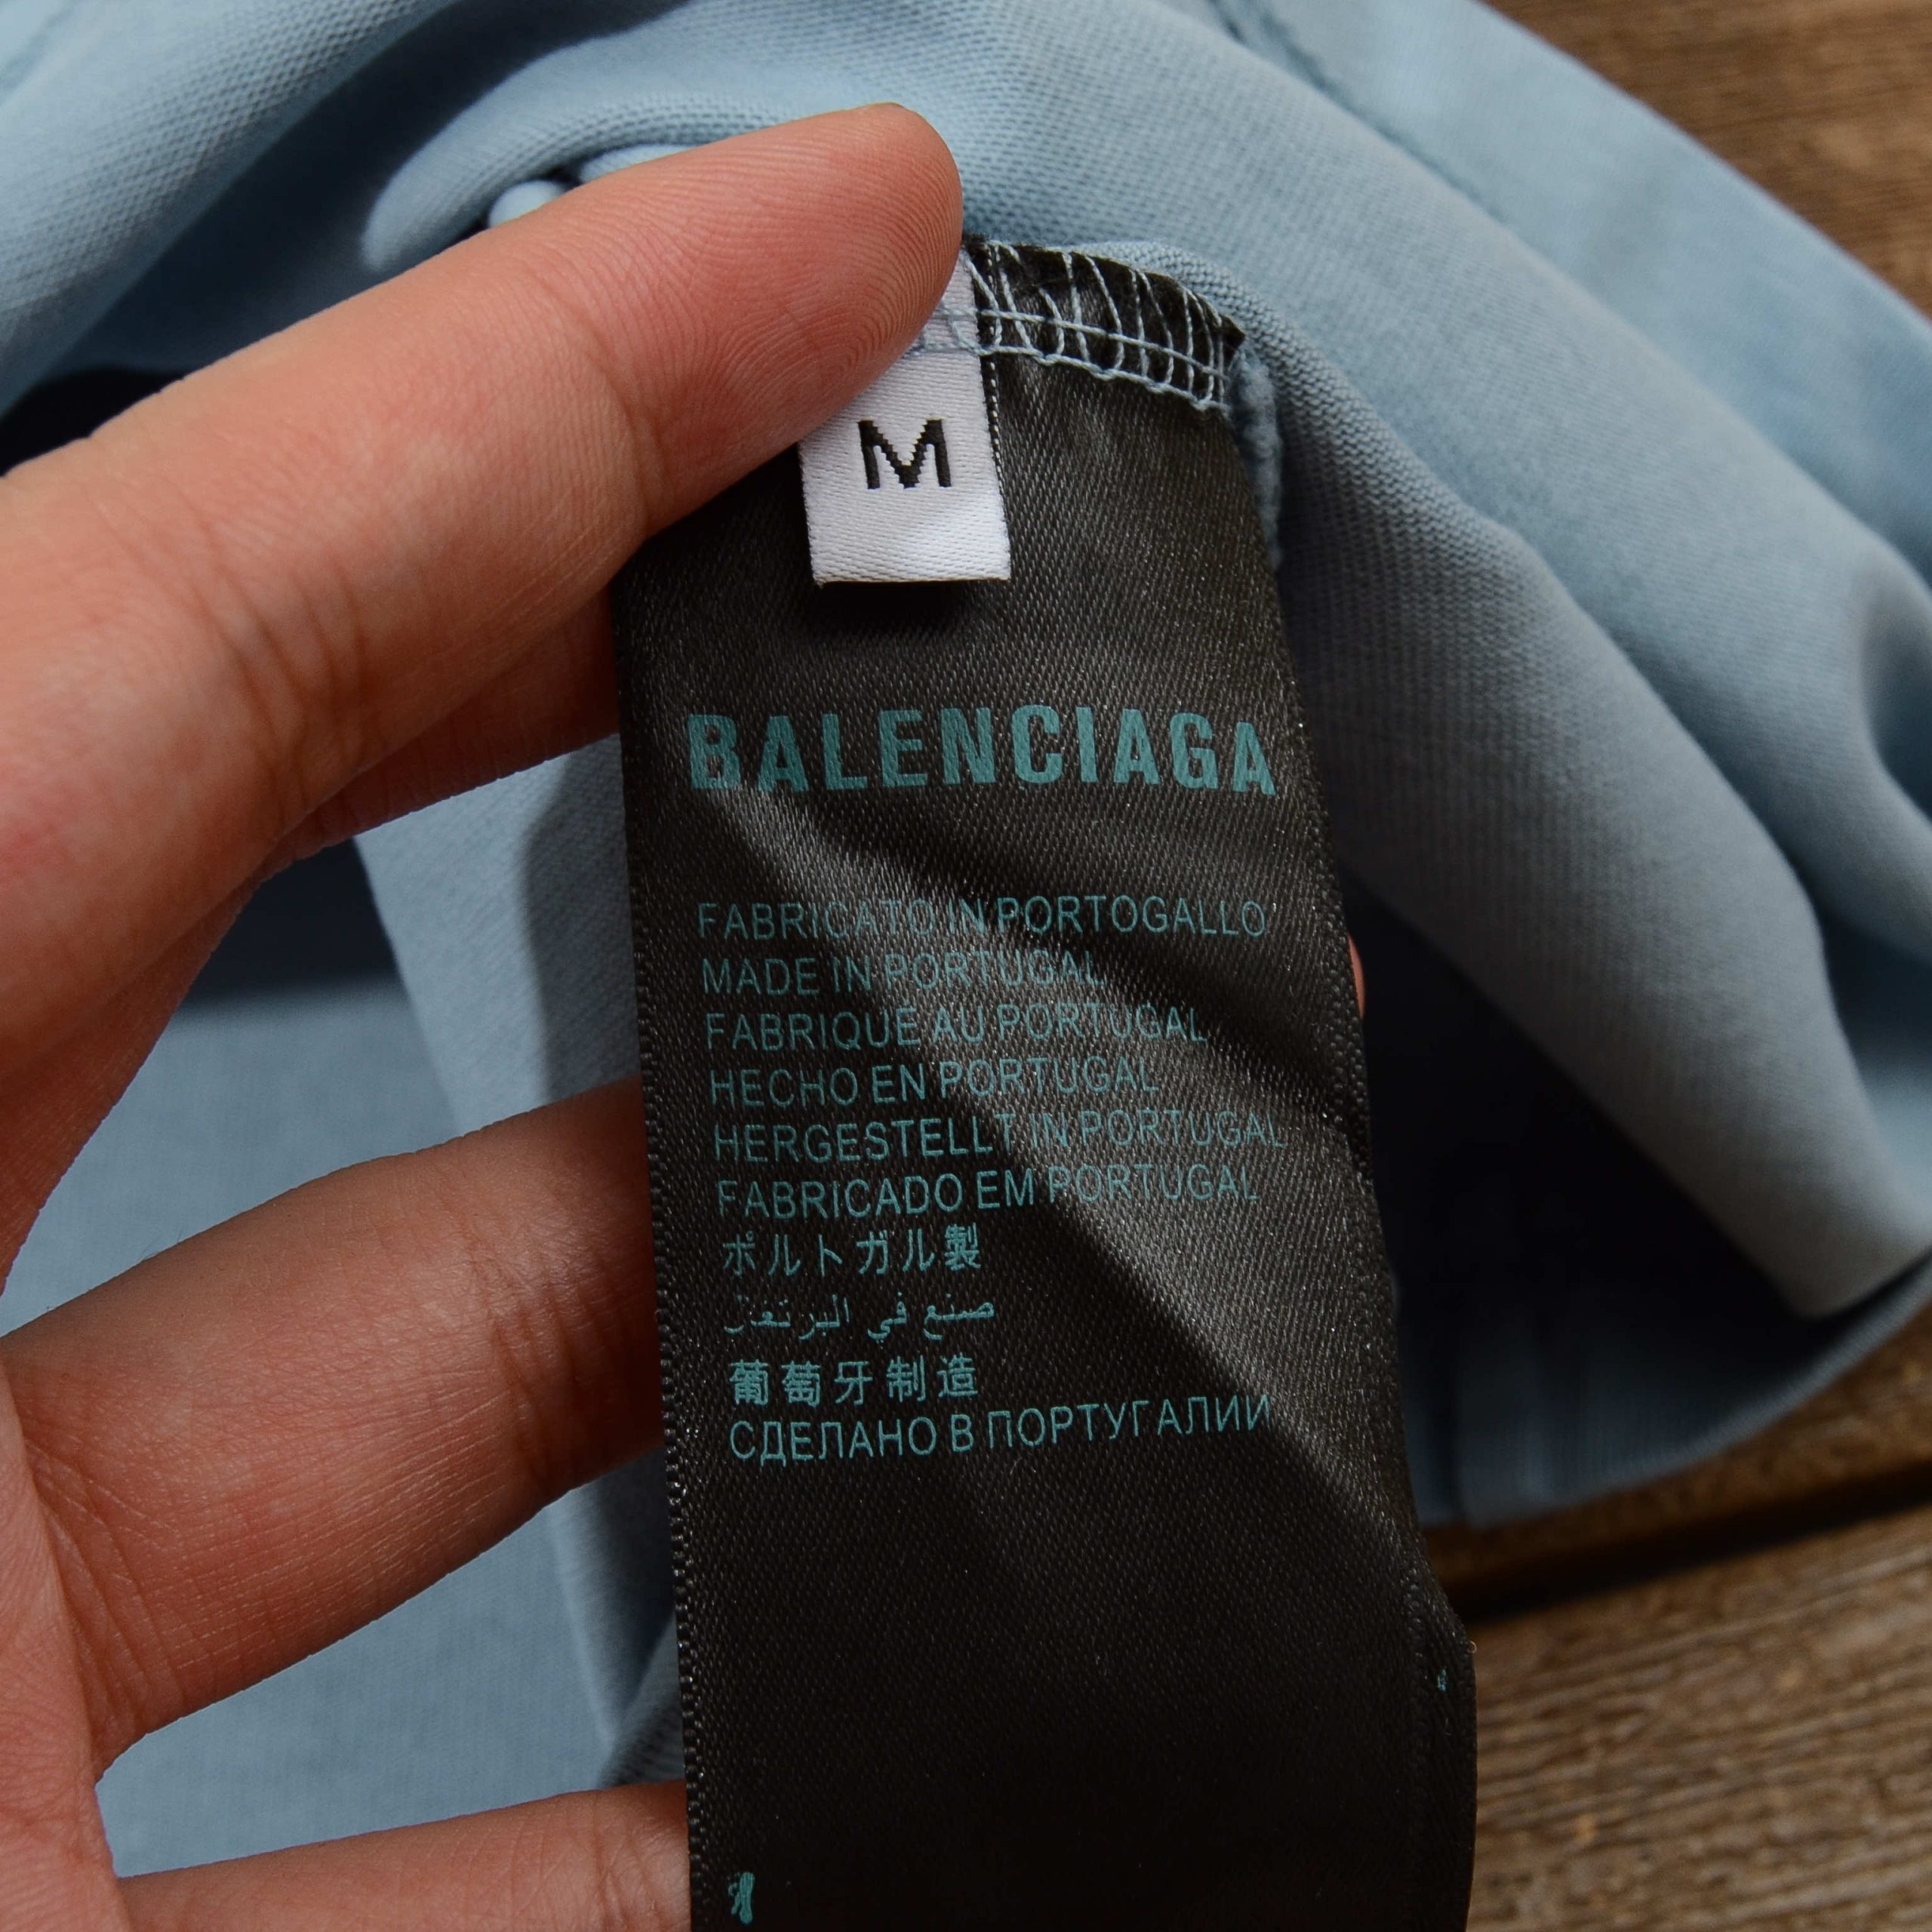 M
BALENCIAGA
FABRICATO IN PORTOGALLO
MADE IN PORTUGAL
FABRIQUÉ AU PORTUGAL
HECHO EN PORTUGAL
HERGESTELLT IN PORTUGAL
FABRICADO EM PORTUGAL
ポルトガル製
صنع في البرتغال
葡萄牙制造
СДЕЛАНО В ПОРТУГАЛИИ